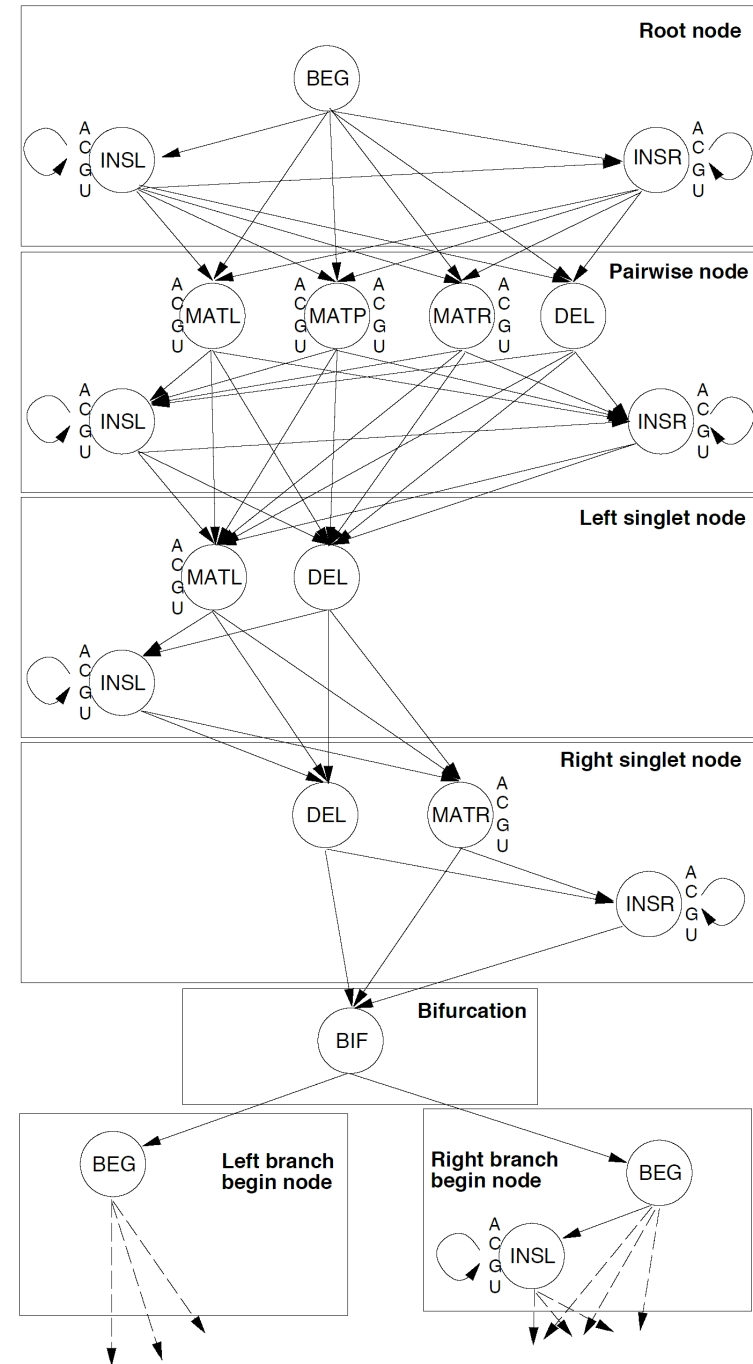 Root node
BEG
A
C
G
U
INSL
INSR
A
C
G
U
Pairwise node
A
C
G
U
MATL
A
C
G
U
MATP
A
C
G
U
MATR
A
C
G
U
DEL
A
C
G
U
INSL
INSR
A
C
G
U
Left singlet node
A
C
G
U
MATL
DEL
A
C
G
U
INSL
Right singlet node
DEL
MATR
A
C
G
U
INSR
A
C
G
U
Bifurcation
BIF
BEG
Left branch
begin node
Right branch
begin node
BEG
A
C
G
U
INSL